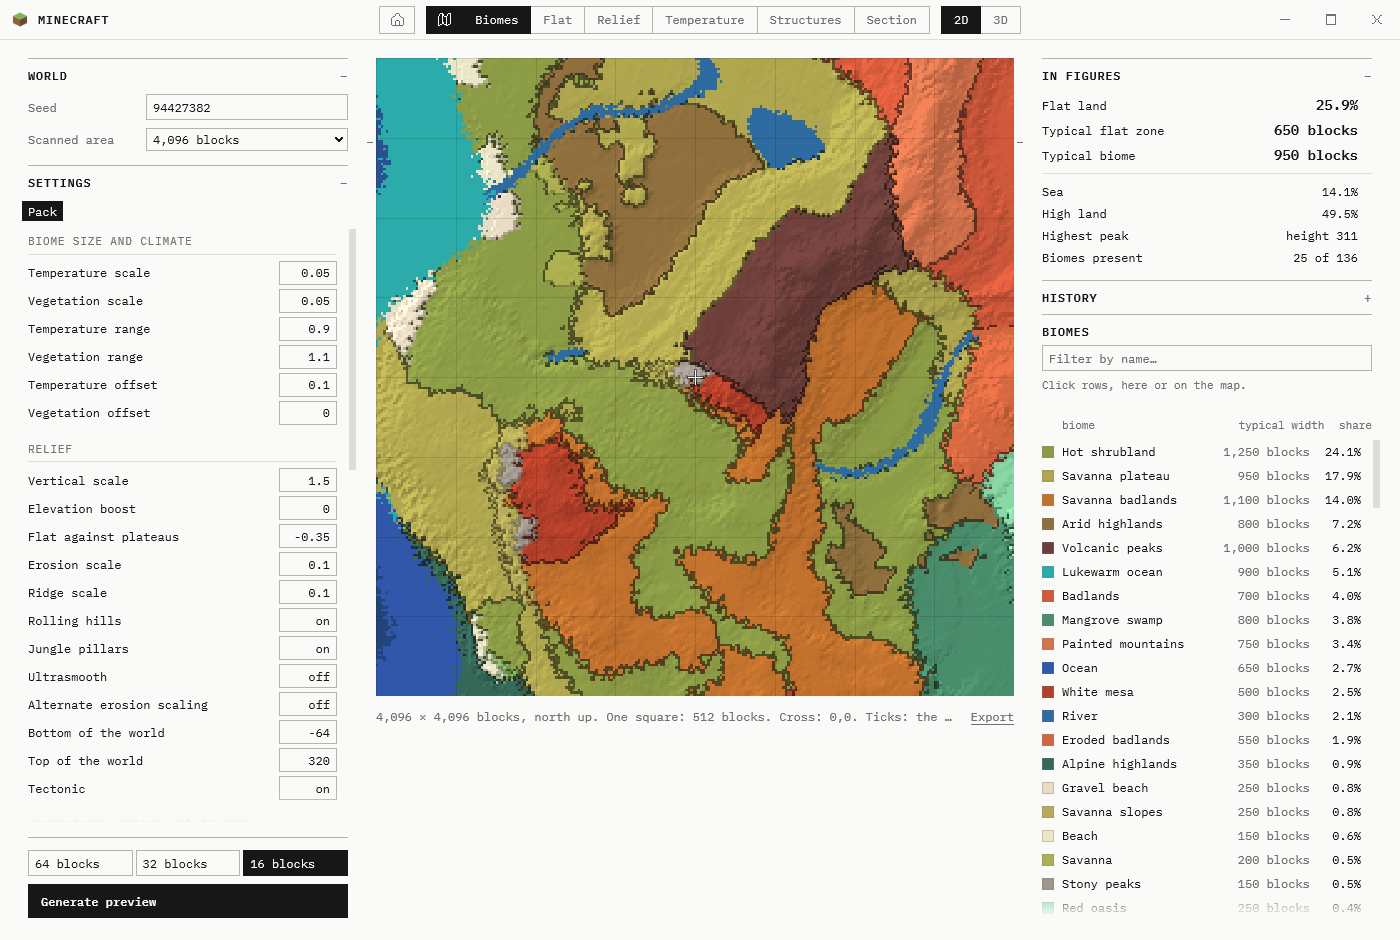 MINECRAFT
Biomes
Flat
Relief
Temperature
Structures
Section
2D
3D
WORLD
Seed
94427382
Scanned area
4,096 blocks
SETTINGS
Pack
BIOME SIZE AND CLIMATE
Temperature scale 0.05
Vegetation scale 0.05
Temperature range 0.9
Vegetation range 1.1
Temperature offset 0.1
Vegetation offset 0
RELIEF
Vertical scale 1.5
Elevation boost 0
Flat against plateaus -0.35
Erosion scale 0.1
Ridge scale 0.1
Rolling hills on
Jungle pillars on
Ultrasmooth off
Alternate erosion scaling off
Bottom of the world -64
Top of the world 320
Tectonic on
64 blocks
32 blocks
16 blocks
Generate preview
4,096 × 4,096 blocks, north up. One square: 512 blocks. Cross: 0,0. Ticks: the …
Export
IN FIGURES
Flat land 25.9%
Typical flat zone 650 blocks
Typical biome 950 blocks
Sea 14.1%
High land 49.5%
Highest peak height 311
Biomes present 25 of 136
HISTORY
BIOMES
Filter by name…
Click rows, here or on the map.
biome typical width share
Hot shrubland 1,250 blocks 24.1%
Savanna plateau 950 blocks 17.9%
Savanna badlands 1,100 blocks 14.0%
Arid highlands 800 blocks 7.2%
Volcanic peaks 1,000 blocks 6.2%
Lukewarm ocean 900 blocks 5.1%
Badlands 700 blocks 4.0%
Mangrove swamp 800 blocks 3.8%
Painted mountains 750 blocks 3.4%
Ocean 650 blocks 2.7%
White mesa 500 blocks 2.5%
River 300 blocks 2.1%
Eroded badlands 550 blocks 1.9%
Alpine highlands 350 blocks 0.9%
Gravel beach 250 blocks 0.8%
Savanna slopes 250 blocks 0.8%
Beach 150 blocks 0.6%
Savanna 200 blocks 0.5%
Stony peaks 150 blocks 0.5%
Red oasis 250 blocks 0.4%